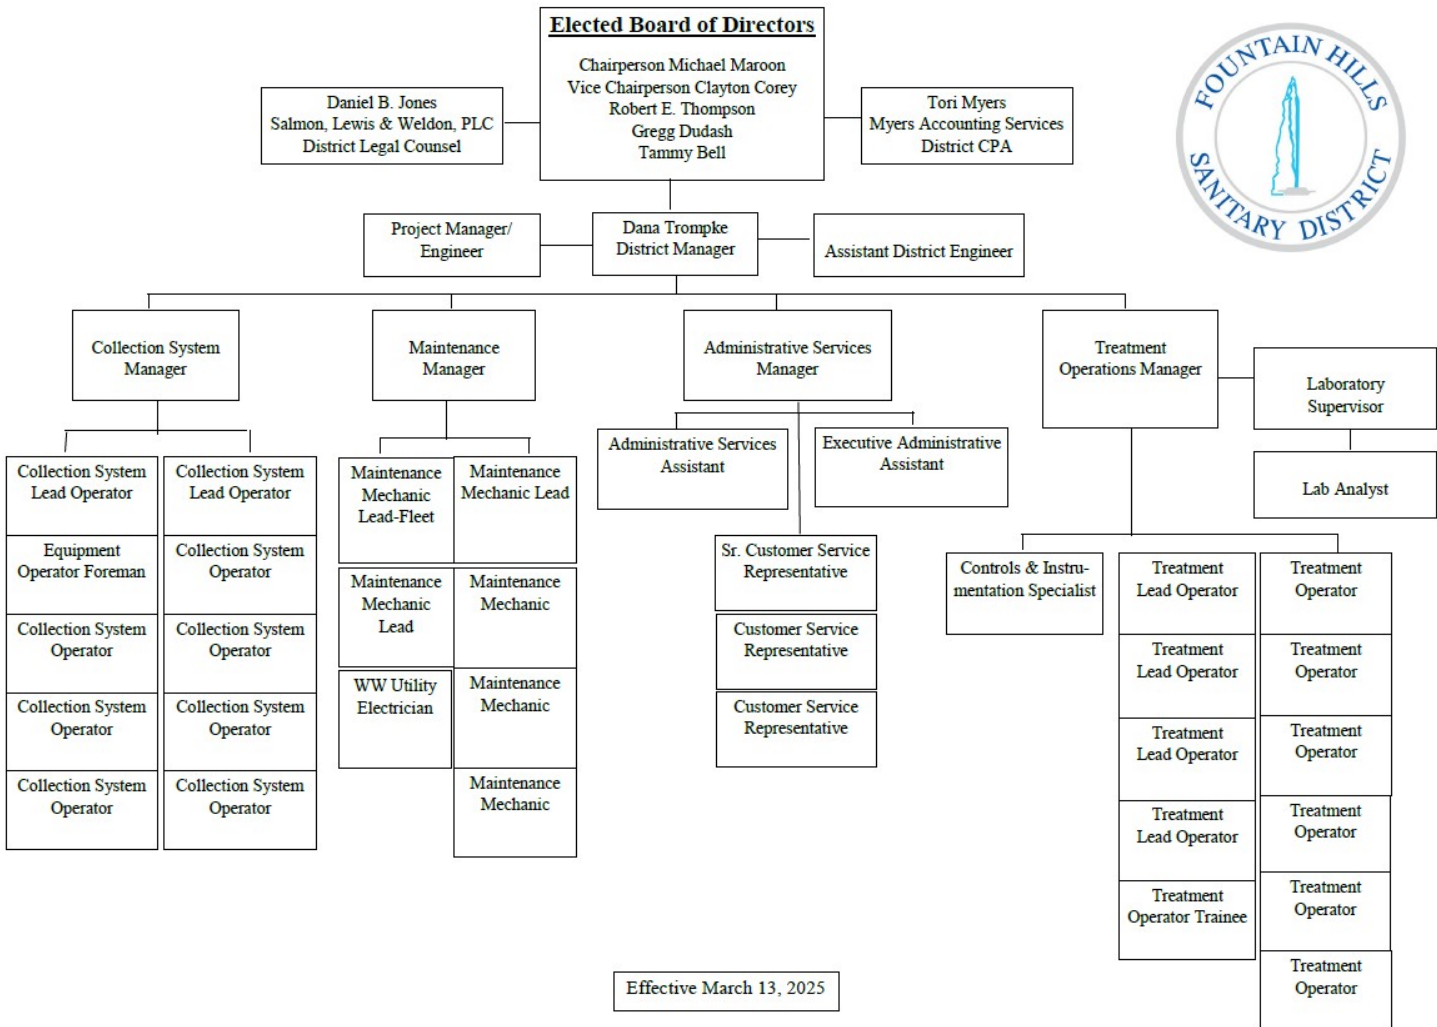 Elected Board of Directors
Chairperson Michael Maroon
Vice Chairperson Clayton Corey
Robert E. Thompson
Gregg Dudash
Tammy Bell
Daniel B. Jones
Salmon, Lewis & Weldon, PLC
District Legal Counsel
Tori Myers
Myers Accounting Services
District CPA
FOUNTAIN HILLS
SANITARY DISTRICT
Project Manager/
Engineer
Dana Trompke
District Manager
Assistant District Engineer
Collection System
Manager
Maintenance
Manager
Administrative Services
Manager
Treatment
Operations Manager
Laboratory
Supervisor
Lab Analyst
Collection System
Lead Operator
Equipment
Operator Foreman
Collection System
Operator
Collection System
Operator
Collection System
Operator
Collection System
Lead Operator
Collection System
Operator
Collection System
Operator
Collection System
Operator
Collection System
Operator
Maintenance
Mechanic
Lead-Fleet
Maintenance
Mechanic
Lead
WW Utility
Electrician
Maintenance
Mechanic Lead
Maintenance
Mechanic
Maintenance
Mechanic
Maintenance
Mechanic
Administrative Services
Assistant
Executive Administrative
Assistant
Sr. Customer Service
Representative
Customer Service
Representative
Customer Service
Representative
Controls & Instru-
mentation Specialist
Treatment
Lead Operator
Treatment
Lead Operator
Treatment
Lead Operator
Treatment
Lead Operator
Treatment
Operator Trainee
Treatment
Operator
Treatment
Operator
Treatment
Operator
Treatment
Operator
Treatment
Operator
Treatment
Operator
Effective March 13, 2025